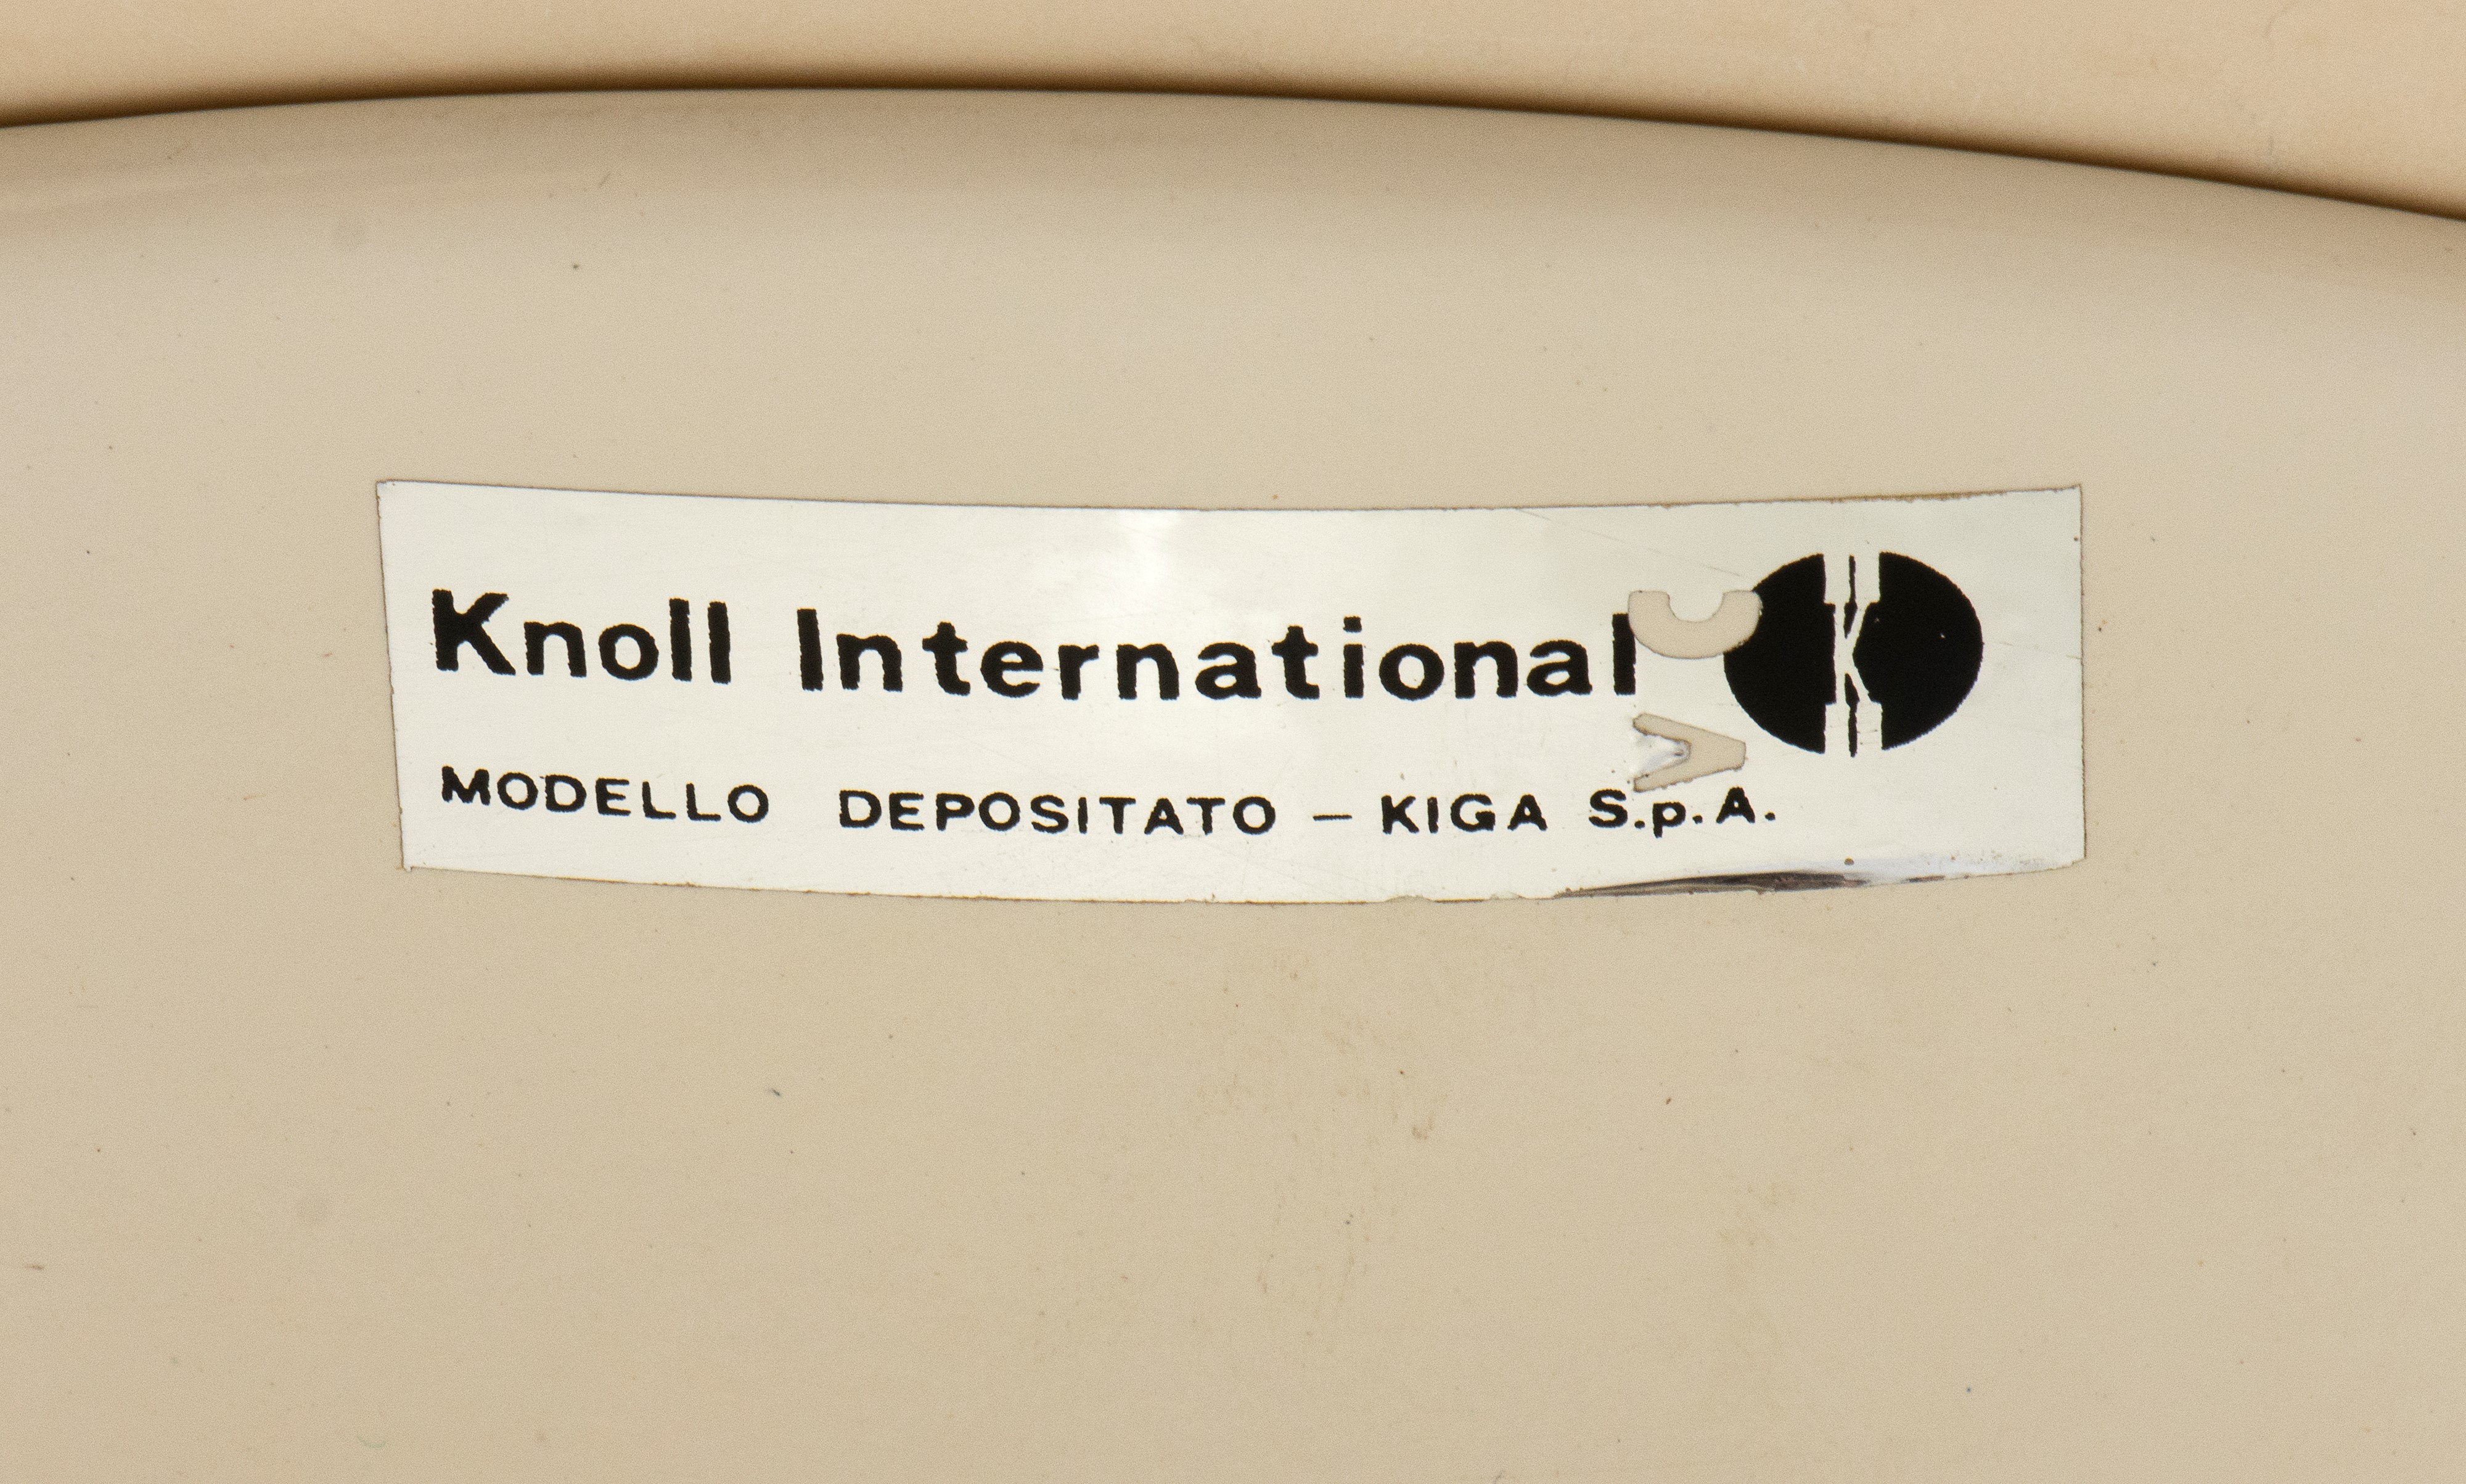 Knoll International K
MODELLO DEPOSITATO – KIGA S.p.A.